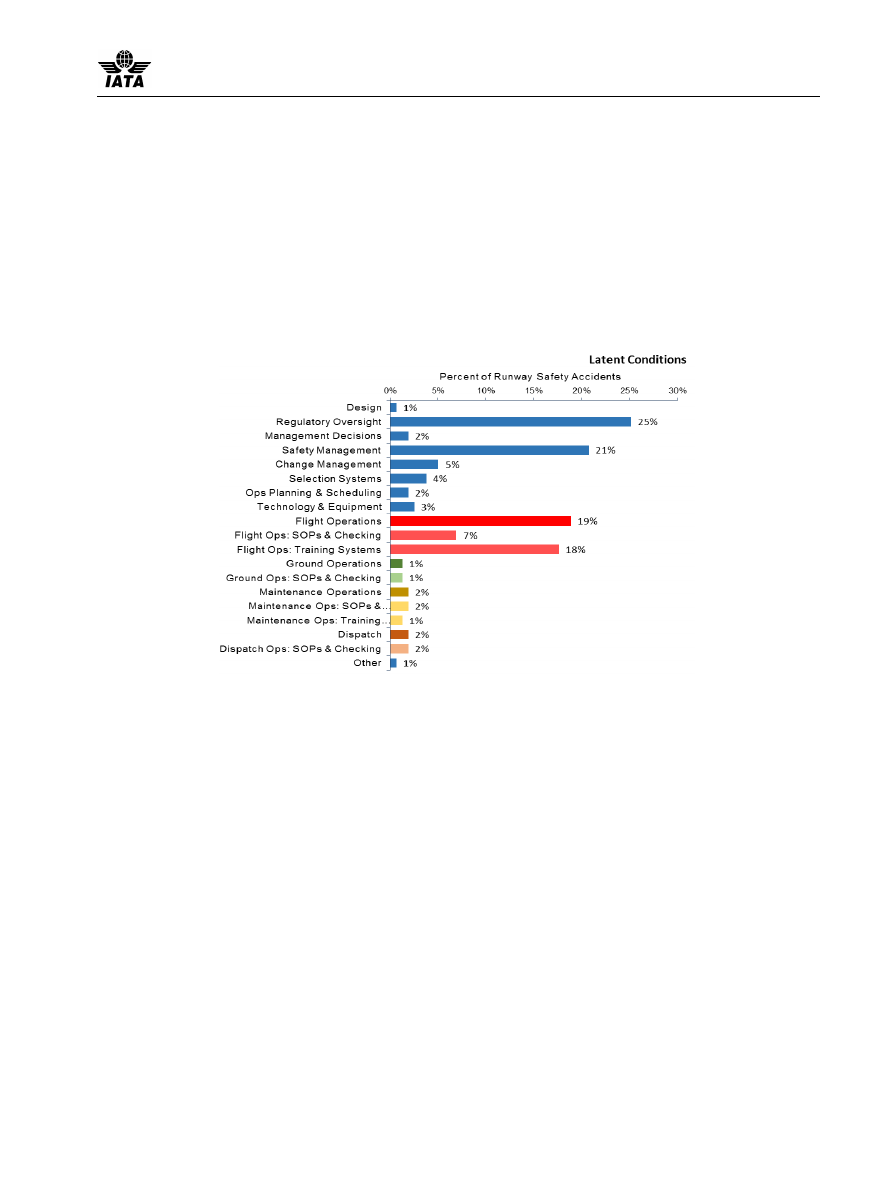 IATA
Latent Conditions
Percent of Runway Safety Accidents
0% 5% 10% 15% 20% 25% 30%
Design 1%
Regulatory Oversight 25%
Management Decisions 2%
Safety Management 21%
Change Management 5%
Selection Systems 4%
Ops Planning & Scheduling 2%
Technology & Equipment 3%
Flight Operations 19%
Flight Ops: SOPs & Checking 7%
Flight Ops: Training Systems 18%
Ground Operations 1%
Ground Ops: SOPs & Checking 1%
Maintenance Operations 2%
Maintenance Ops: SOPs &... 2%
Maintenance Ops: Training... 1%
Dispatch 2%
Dispatch Ops: SOPs & Checking 2%
Other 1%